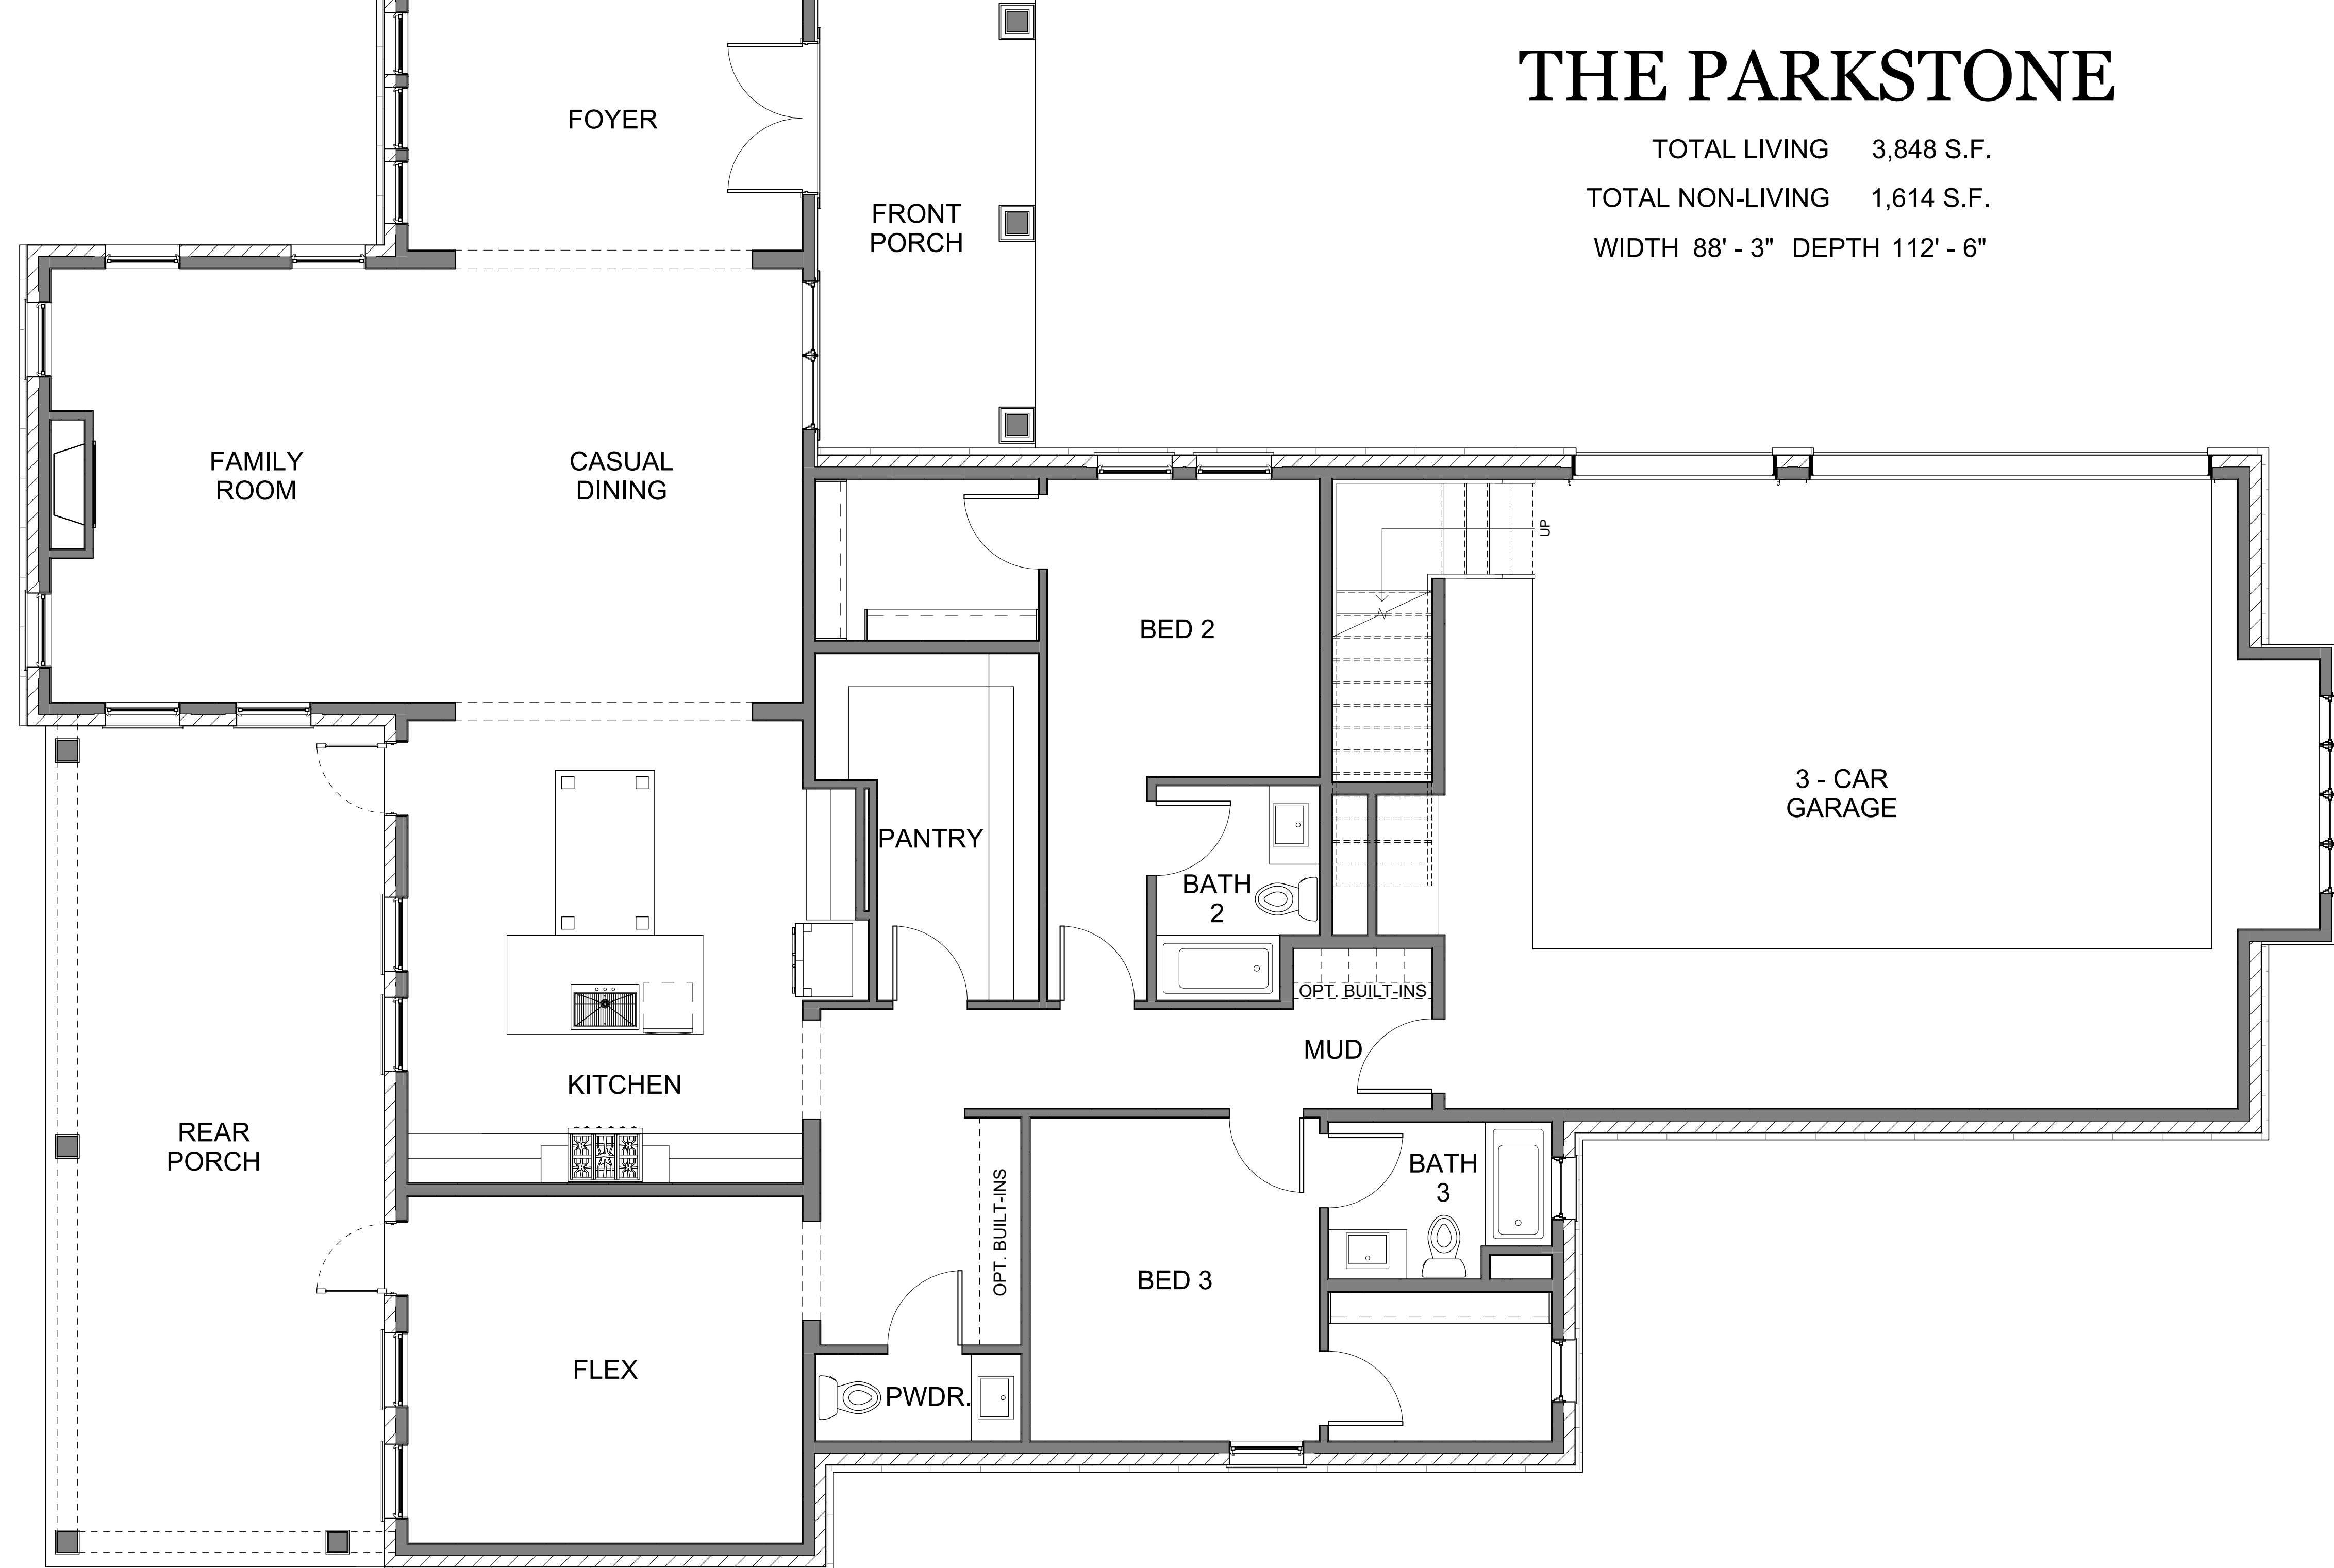 THE PARKSTONE
TOTAL LIVING 3,848 S.F.
TOTAL NON-LIVING 1,614 S.F.
WIDTH 88' - 3" DEPTH 112' - 6"
FOYER
FRONT
PORCH
FAMILY
ROOM
CASUAL
DINING
UP
BED 2
3 - CAR
GARAGE
PANTRY
BATH
2
OPT. BUILT-INS
MUD
KITCHEN
REAR
PORCH
BATH
3
OPT. BUILT-INS
BED 3
FLEX
PWDR.